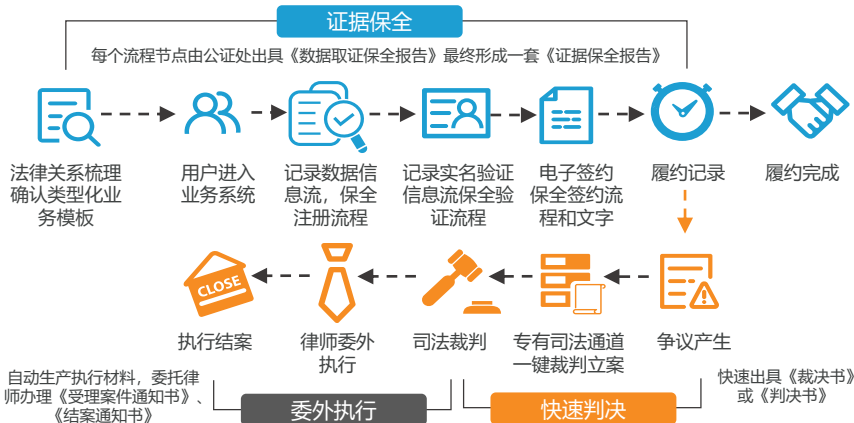 证据保全
每个流程节点由公证处出具《数据取证保全报告》最终形成一套《证据保全报告》
法律关系梳理
确认类型化业
务模板
用户进入
业务系统
记录数据信
息流，保全
注册流程
记录实名验证
信息流保全验
证流程
电子签约
保全签约流
程和文字
履约记录
履约完成
CLOSE
执行结案
律师委外
执行
司法裁判
专有司法通道
一键裁判立案
争议产生
自动生产执行材料，委托律
师办理《受理案件通知书》、
《结案通知书》
委外执行
快速判决
快速出具《裁决书》
或《判决书》